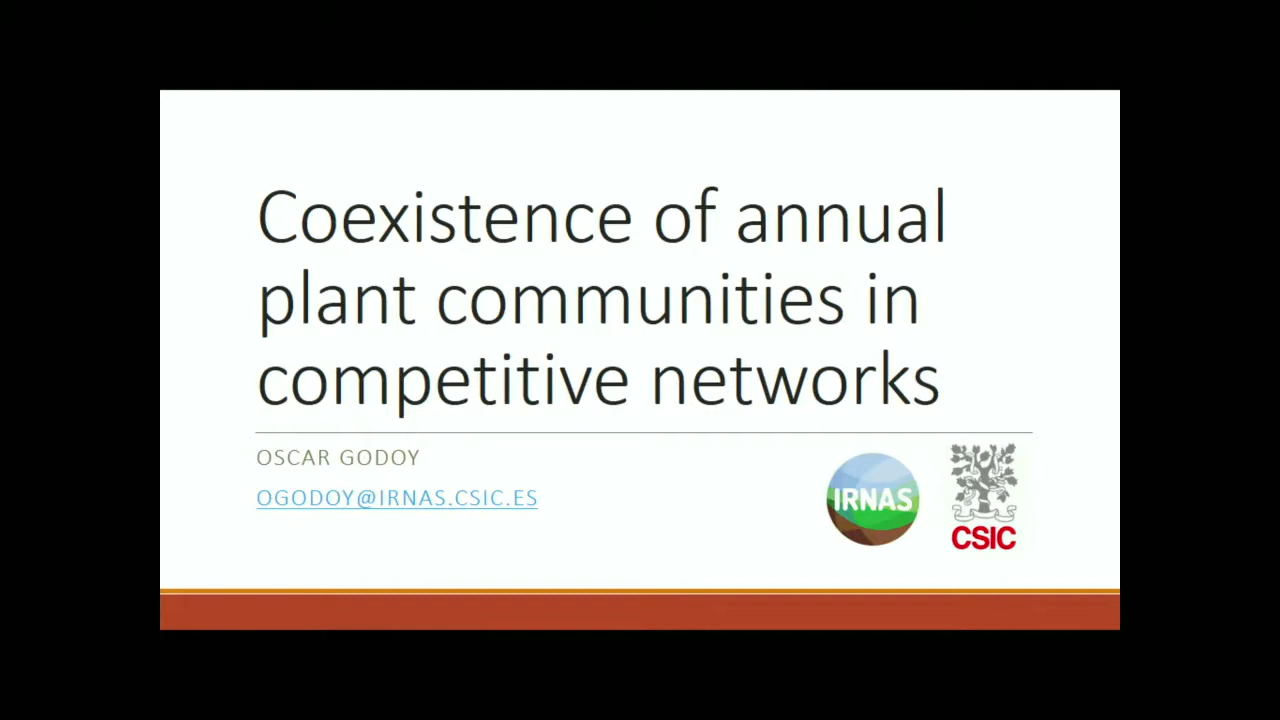 Coexistence of annual
plant communities in
competitive networks
OSCAR GODOY
OGODOY@IRNAS.CSIC.ES
IRNAS
CSIC